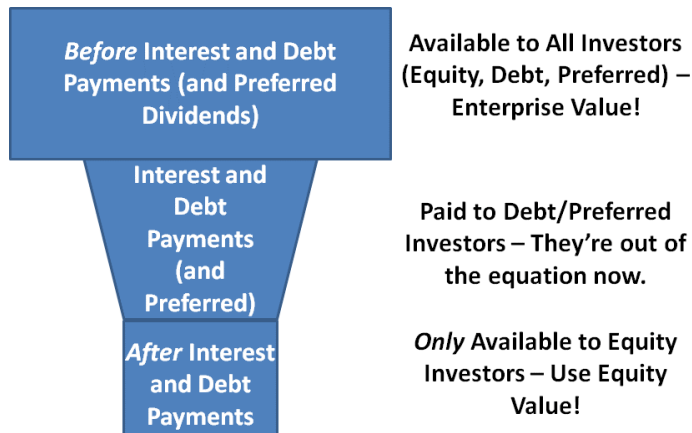 Before Interest and Debt
Payments (and Preferred
Dividends)
Available to All Investors
(Equity, Debt, Preferred) –
Enterprise Value!
Interest and
Debt
Payments
(and
Preferred)
Paid to Debt/Preferred
Investors – They’re out of
the equation now.
After Interest
and Debt
Payments
Only Available to Equity
Investors – Use Equity
Value!